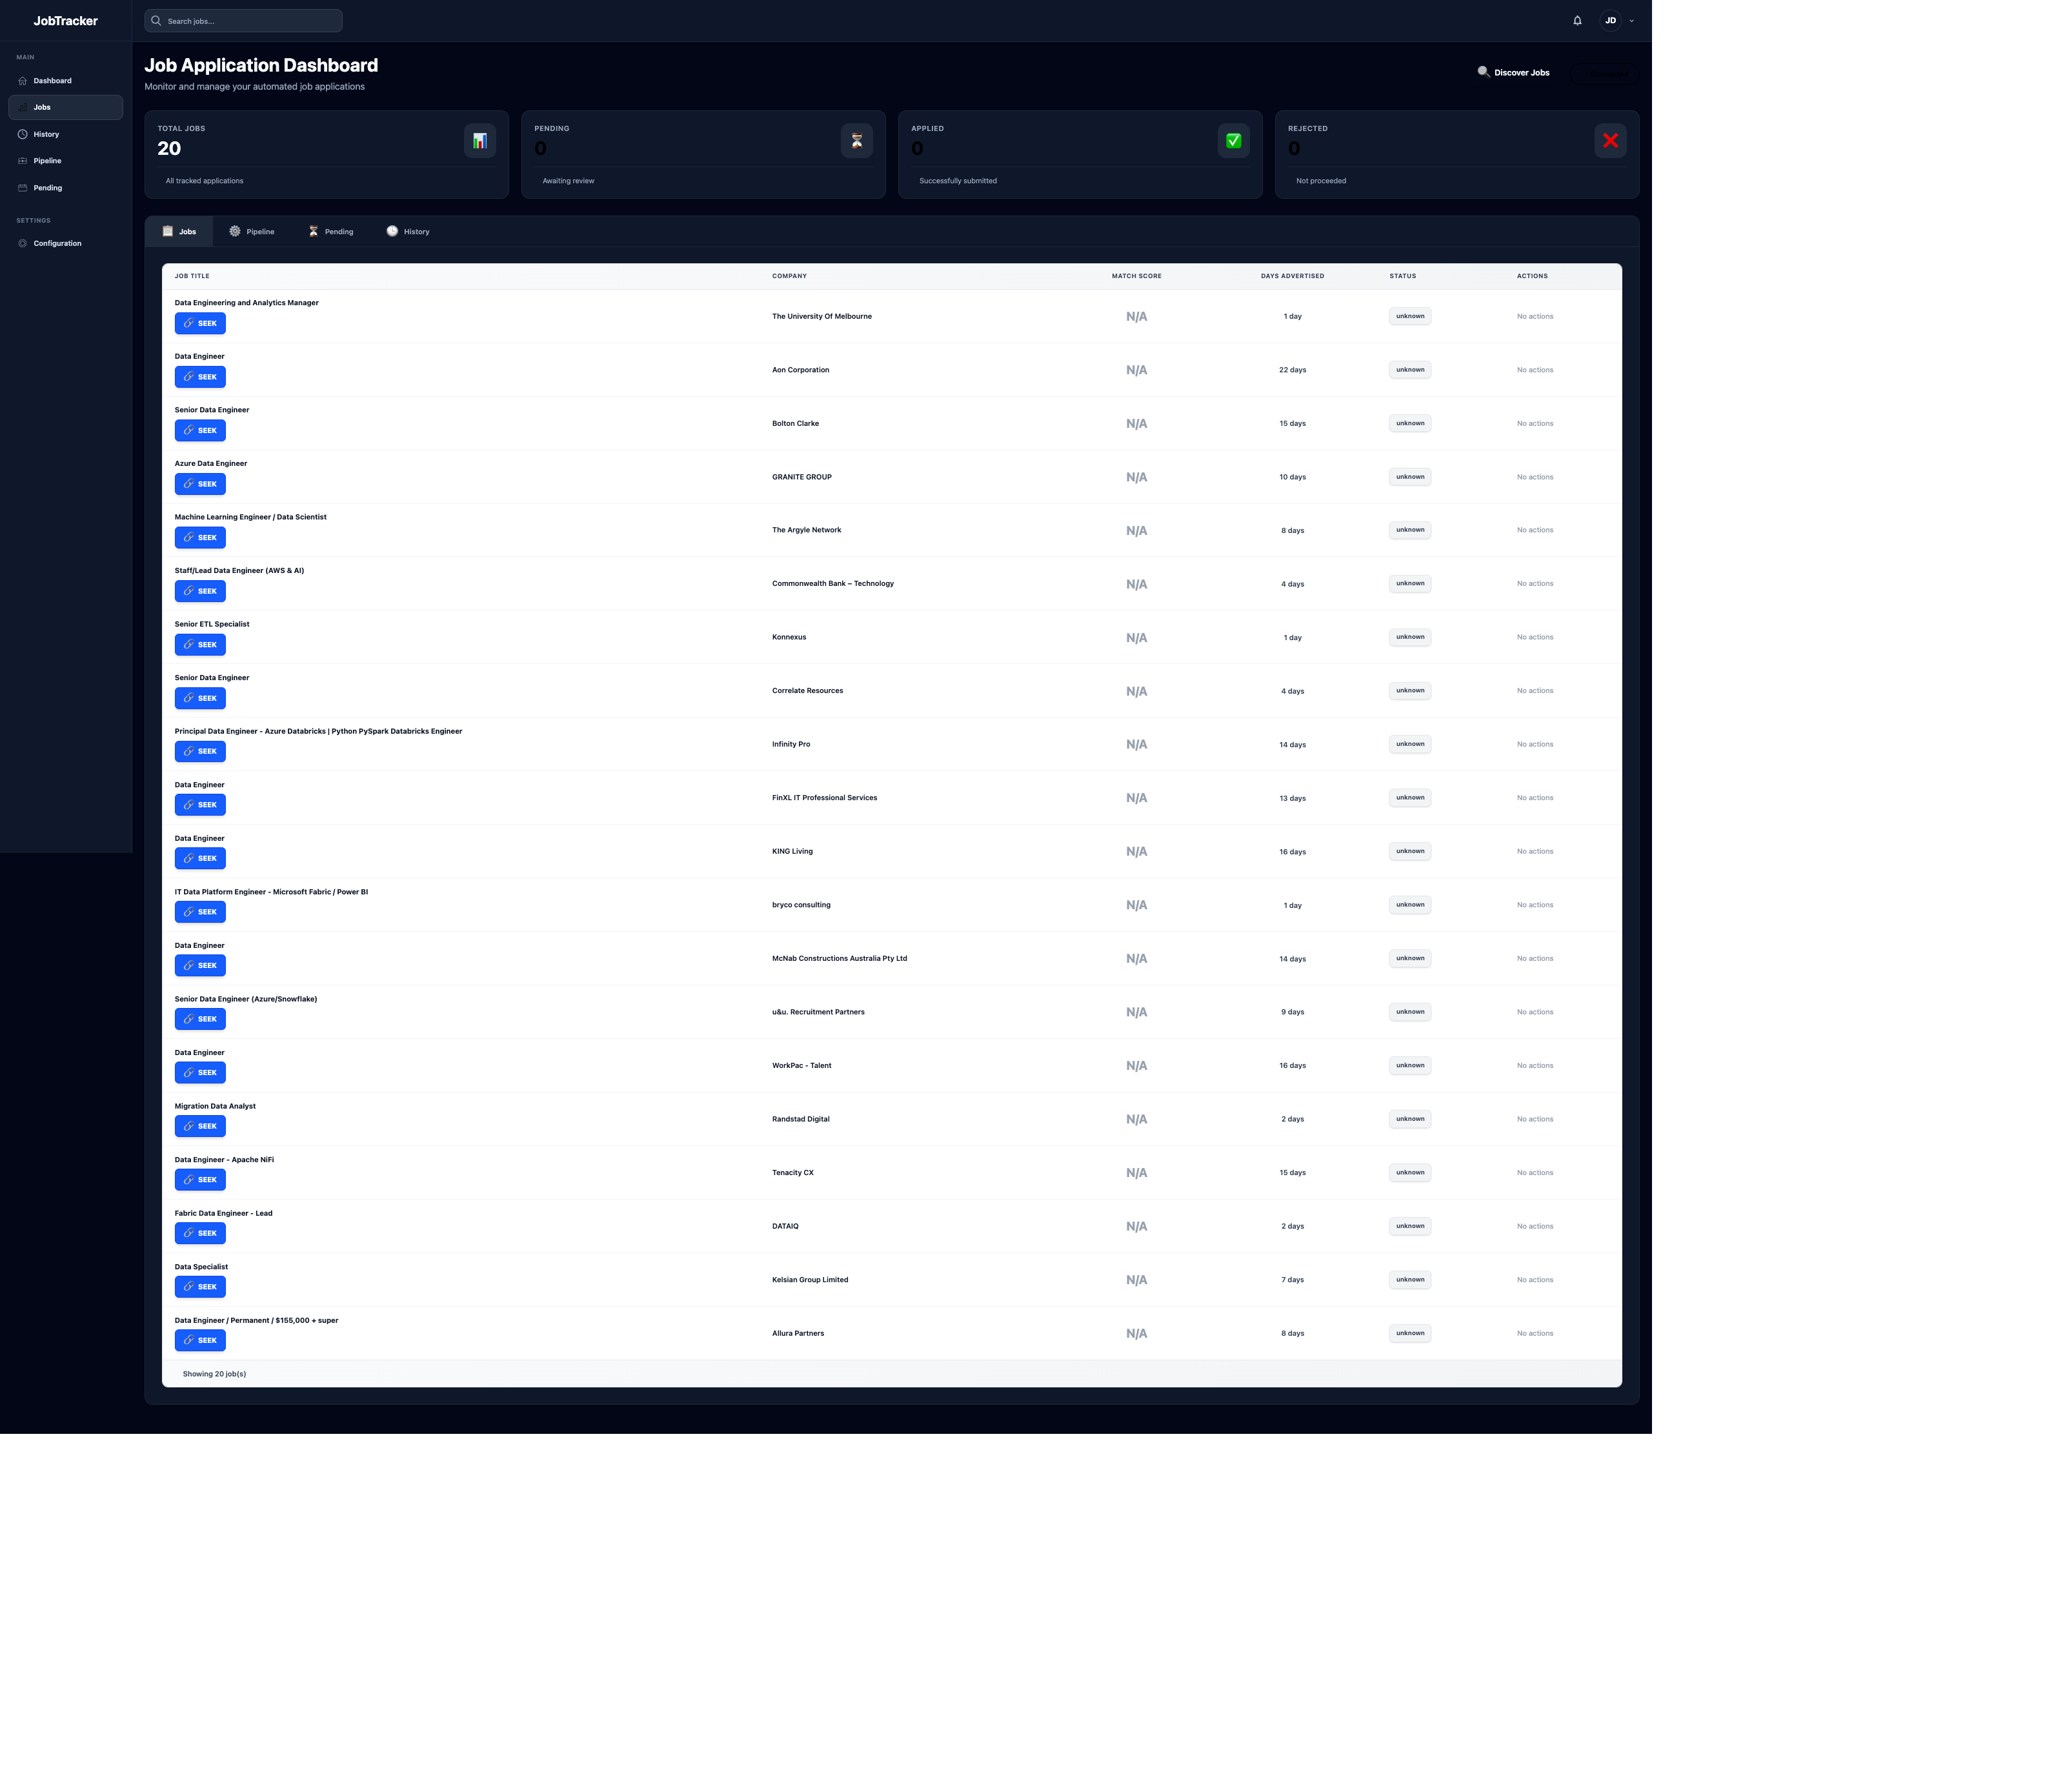 JobTracker
Search jobs...
JD
MAIN
Dashboard
Jobs
History
Pipeline
Pending
SETTINGS
Configuration
Job Application Dashboard
Monitor and manage your automated job applications
Discover Jobs
TOTAL JOBS
20
All tracked applications
PENDING
0
Awaiting review
APPLIED
0
Successfully submitted
REJECTED
0
Not proceeded
Jobs Pipeline Pending History
JOB TITLE COMPANY MATCH SCORE DAYS ADVERTISED STATUS ACTIONS
Data Engineering and Analytics Manager
SEEK The University Of Melbourne N/A 1 day unknown No actions
Data Engineer
SEEK Aon Corporation N/A 22 days unknown No actions
Senior Data Engineer
SEEK Bolton Clarke N/A 15 days unknown No actions
Azure Data Engineer
SEEK GRANITE GROUP N/A 10 days unknown No actions
Machine Learning Engineer / Data Scientist
SEEK The Argyle Network N/A 8 days unknown No actions
Staff/Lead Data Engineer (AWS & AI)
SEEK Commonwealth Bank – Technology N/A 4 days unknown No actions
Senior ETL Specialist
SEEK Konnexus N/A 1 day unknown No actions
Senior Data Engineer
SEEK Correlate Resources N/A 4 days unknown No actions
Principal Data Engineer - Azure Databricks | Python PySpark Databricks Engineer
SEEK Infinity Pro N/A 14 days unknown No actions
Data Engineer
SEEK FinXL IT Professional Services N/A 13 days unknown No actions
Data Engineer
SEEK KING Living N/A 16 days unknown No actions
IT Data Platform Engineer - Microsoft Fabric / Power BI
SEEK bryco consulting N/A 1 day unknown No actions
Data Engineer
SEEK McNab Constructions Australia Pty Ltd N/A 14 days unknown No actions
Senior Data Engineer (Azure/Snowflake)
SEEK u&u. Recruitment Partners N/A 9 days unknown No actions
Data Engineer
SEEK WorkPac - Talent N/A 16 days unknown No actions
Migration Data Analyst
SEEK Randstad Digital N/A 2 days unknown No actions
Data Engineer - Apache NiFi
SEEK Tenacity CX N/A 15 days unknown No actions
Fabric Data Engineer - Lead
SEEK DATAIQ N/A 2 days unknown No actions
Data Specialist
SEEK Kelsian Group Limited N/A 7 days unknown No actions
Data Engineer / Permanent / $155,000 + super
SEEK Allura Partners N/A 8 days unknown No actions
Showing 20 job(s)